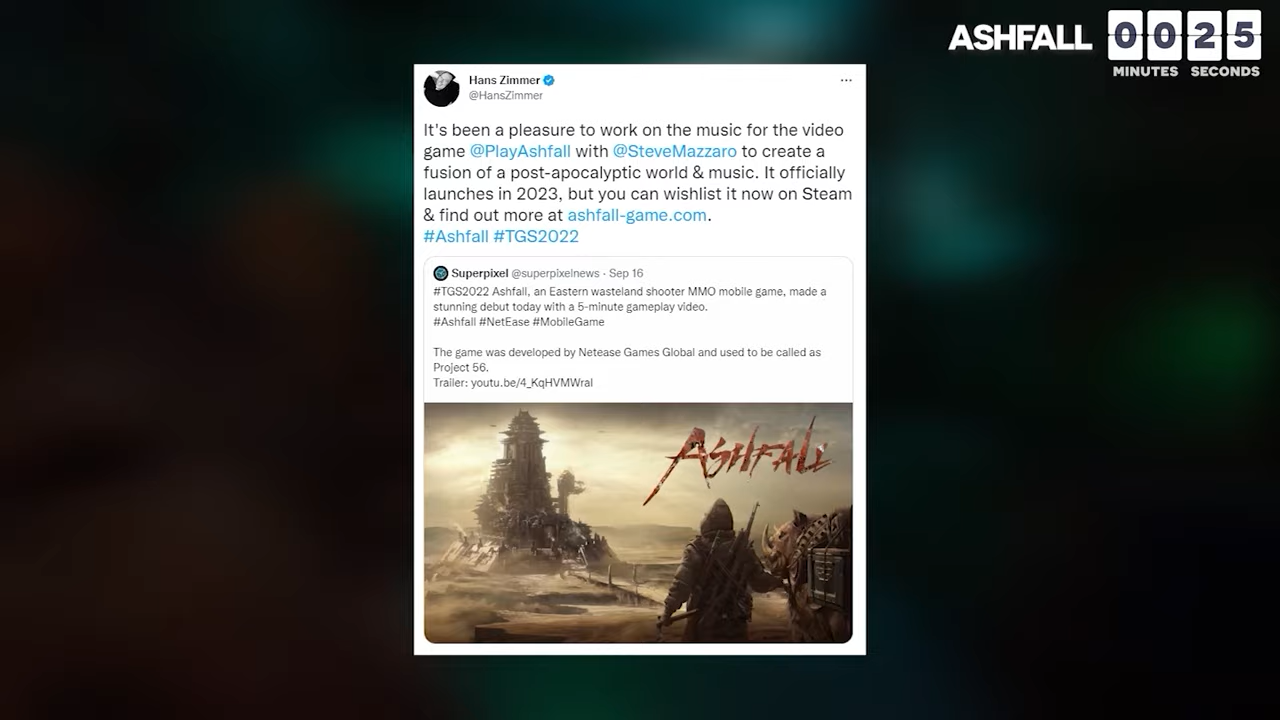 ASHFALL 0025
MINUTES SECONDS
Hans Zimmer
@HansZimmer
It's been a pleasure to work on the music for the video
game @PlayAshfall with @SteveMazzaro to create a
fusion of a post-apocalyptic world & music. It officially
launches in 2023, but you can wishlist it now on Steam
& find out more at ashfall-game.com.
#Ashfall #TGS2022
Superpixel @superpixelnews · Sep 16
#TGS2022 Ashfall, an Eastern wasteland shooter MMO mobile game, made a
stunning debut today with a 5-minute gameplay video.
#Ashfall #NetEase #MobileGame
The game was developed by Netease Games Global and used to be called as
Project 56.
Trailer: youtu.be/4_KqHVMWraI
ASHFALL